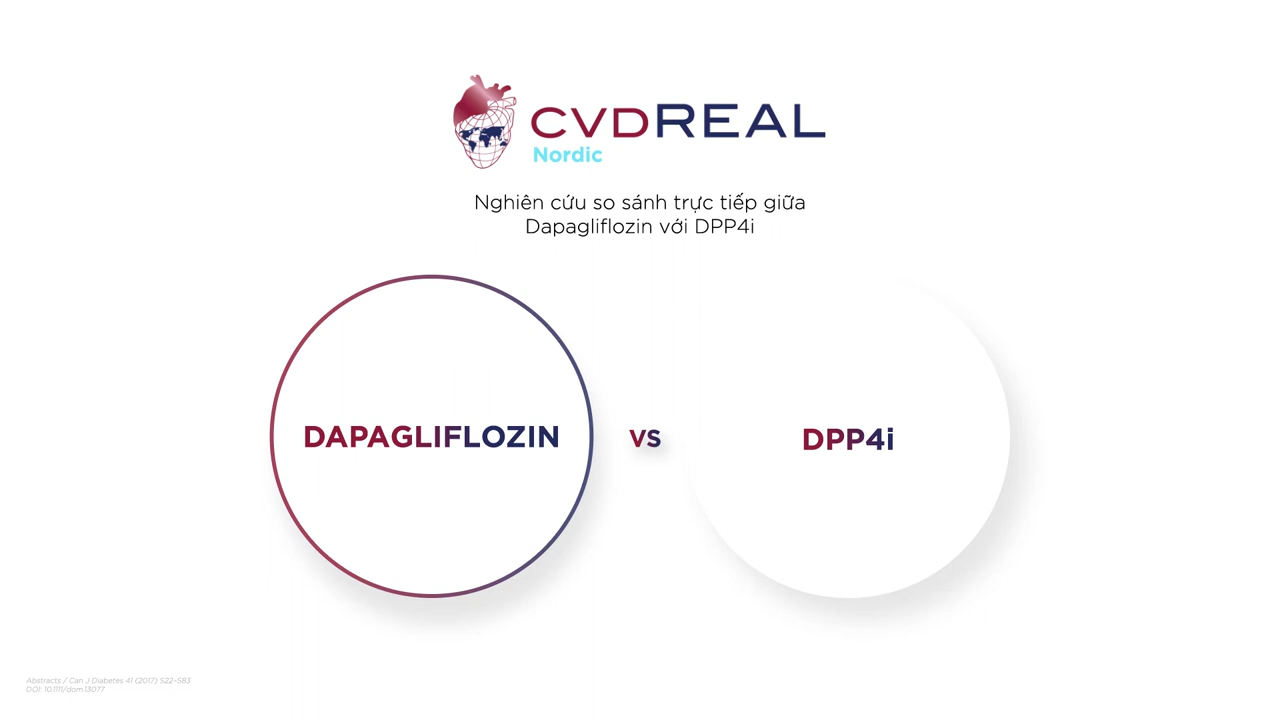 CVDREAL
Nordic
Nghiên cứu so sánh trực tiếp giữa
Dapagliflozin với DPP4i
DAPAGLIFLOZIN
VS
DPP4i
Abstracts / Can J Diabetes 41 (2017) S22–S83
DOI: 10.1111/dom.13077